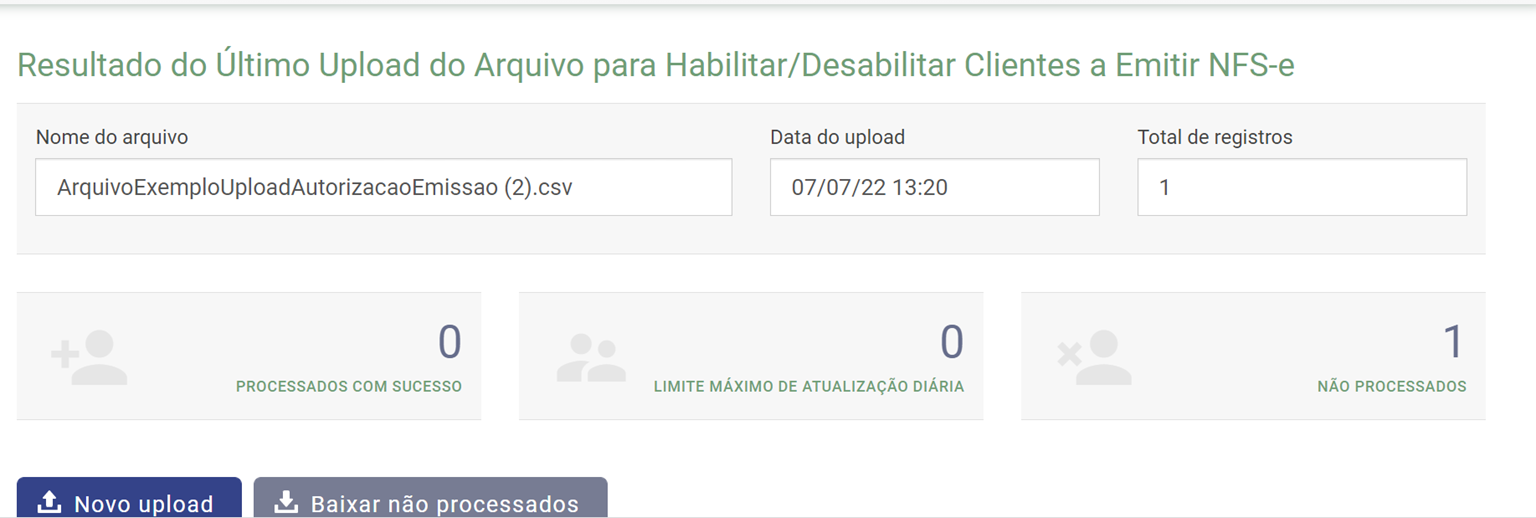 Resultado do Último Upload do Arquivo para Habilitar/Desabilitar Clientes a Emitir NFS-e
Nome do arquivo
Data do upload
Total de registros
ArquivoExemploUploadAutorizacaoEmissao (2).csv
07/07/22 13:20
1
0
PROCESSADOS COM SUCESSO
0
LIMITE MÁXIMO DE ATUALIZAÇÃO DIÁRIA
1
NÃO PROCESSADOS
Novo upload
Baixar não processados